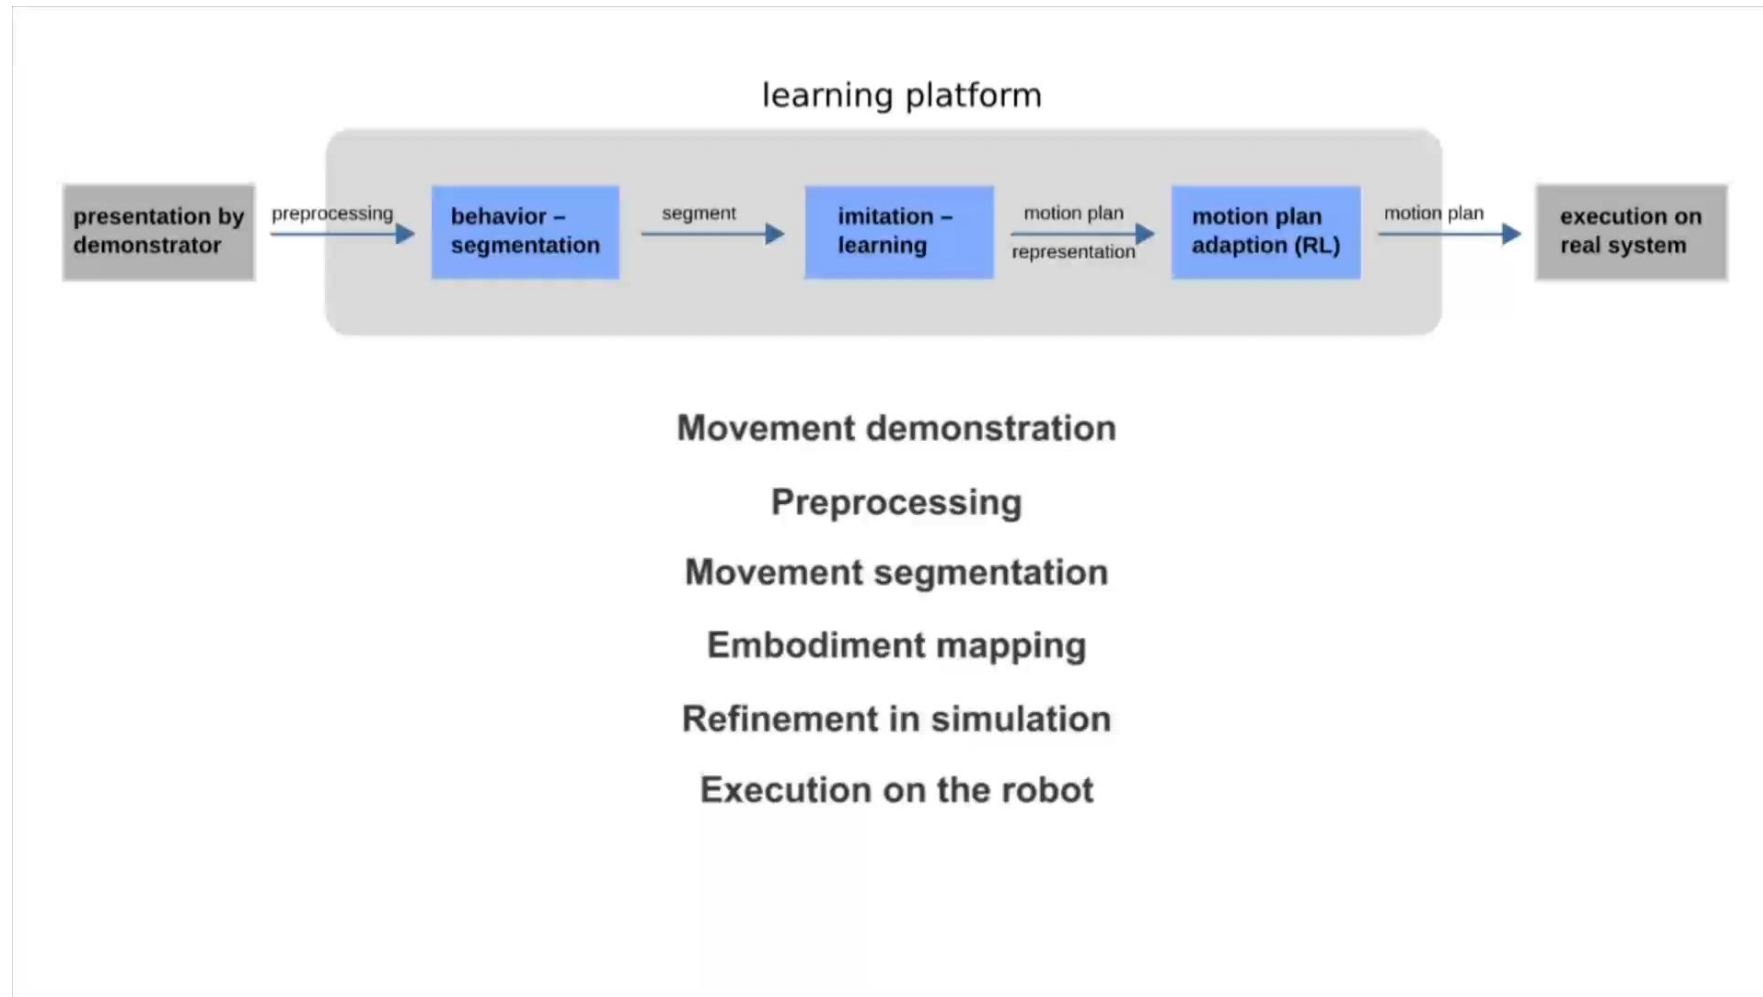 learning platform
presentation by
demonstrator
preprocessing
behavior –
segmentation
segment
imitation –
learning
motion plan
representation
motion plan
adaption (RL)
motion plan
execution on
real system
Movement demonstration
Preprocessing
Movement segmentation
Embodiment mapping
Refinement in simulation
Execution on the robot